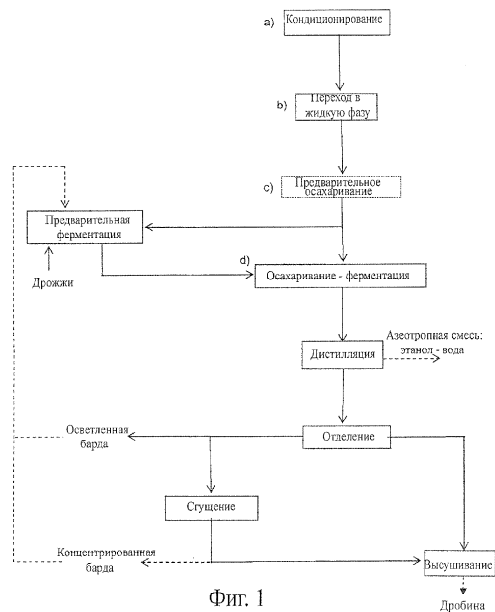 a) Кондиционирование
b) Переход в
жидкую фазу
c) Предварительное
осахаривание
Предварительная
ферментация
Дрожжи
d) Осахаривание - ферментация
Азеотропная смесь:
этанол - вода
Дистилляция
Осветленная
барда
Отделение
Сгущение
Концентрированная
барда
Высушивание
Дробина
Фиг. 1